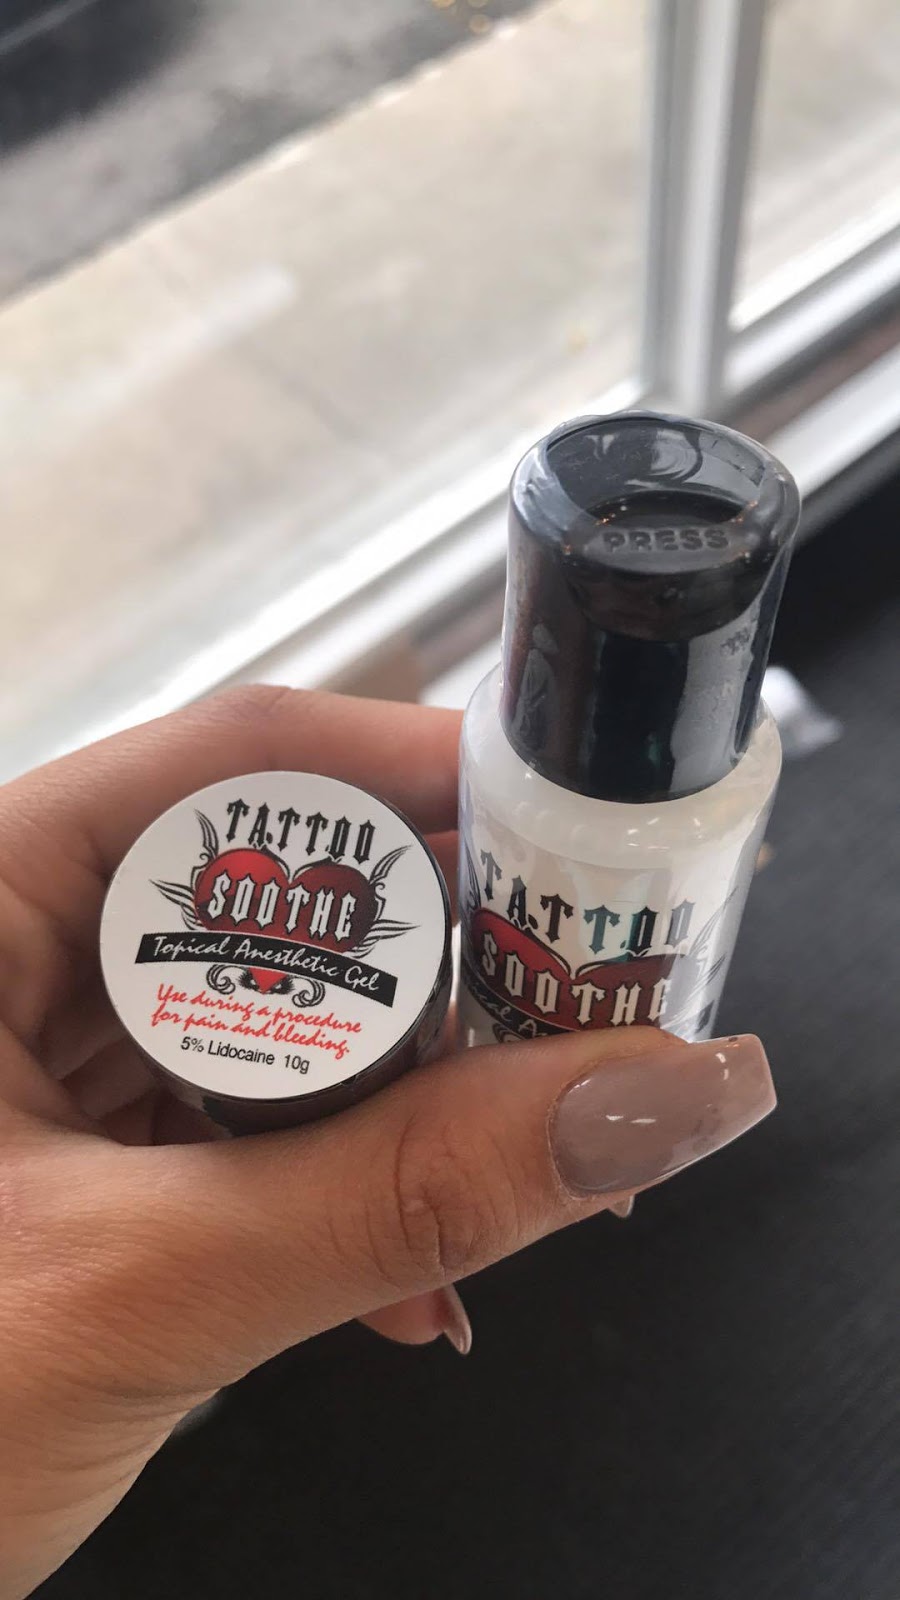 PRESS
TATTOO
SOOTHE
Topical Anesthetic Gel
Use during a procedure
for pain and bleeding.
5% Lidocaine 10g
TATTOO
SOOTHE